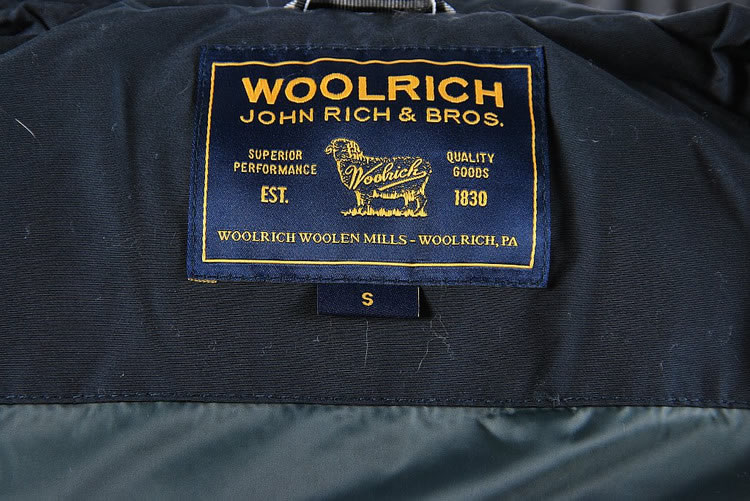 WOOLRICH
JOHN RICH & BROS.
SUPERIOR
PERFORMANCE
EST.
Woolrich
QUALITY
GOODS
1830
WOOLRICH WOOLEN MILLS - WOOLRICH, PA
S